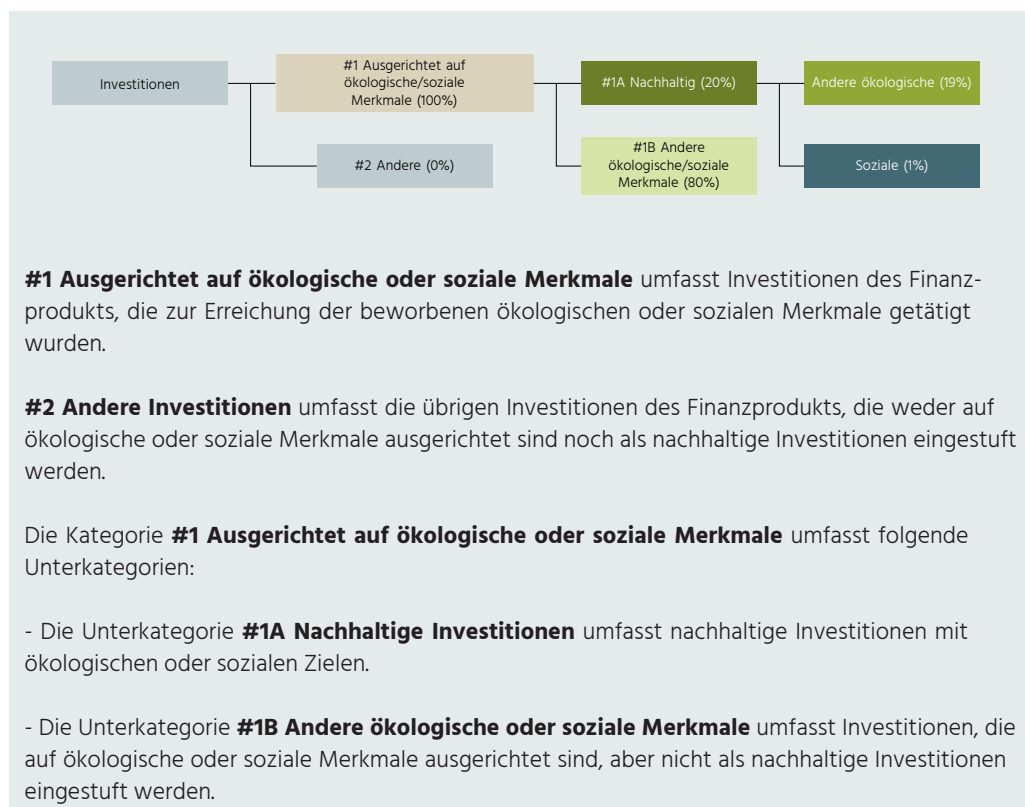 Investitionen
#1 Ausgerichtet auf
ökologische/soziale
Merkmale (100%)
#1A Nachhaltig (20%)
Andere ökologische (19%)
#2 Andere (0%)
#1B Andere
ökologische/soziale
Merkmale (80%)
Soziale (1%)
#1 Ausgerichtet auf ökologische oder soziale Merkmale umfasst Investitionen des Finanz-
produkts, die zur Erreichung der beworbenen ökologischen oder sozialen Merkmale getätigt
wurden.
#2 Andere Investitionen umfasst die übrigen Investitionen des Finanzprodukts, die weder auf
ökologische oder soziale Merkmale ausgerichtet sind noch als nachhaltige Investitionen eingestuft
werden.
Die Kategorie #1 Ausgerichtet auf ökologische oder soziale Merkmale umfasst folgende
Unterkategorien:
- Die Unterkategorie #1A Nachhaltige Investitionen umfasst nachhaltige Investitionen mit
ökologischen oder sozialen Zielen.
- Die Unterkategorie #1B Andere ökologische oder soziale Merkmale umfasst Investitionen, die
auf ökologische oder soziale Merkmale ausgerichtet sind, aber nicht als nachhaltige Investitionen
eingestuft werden.